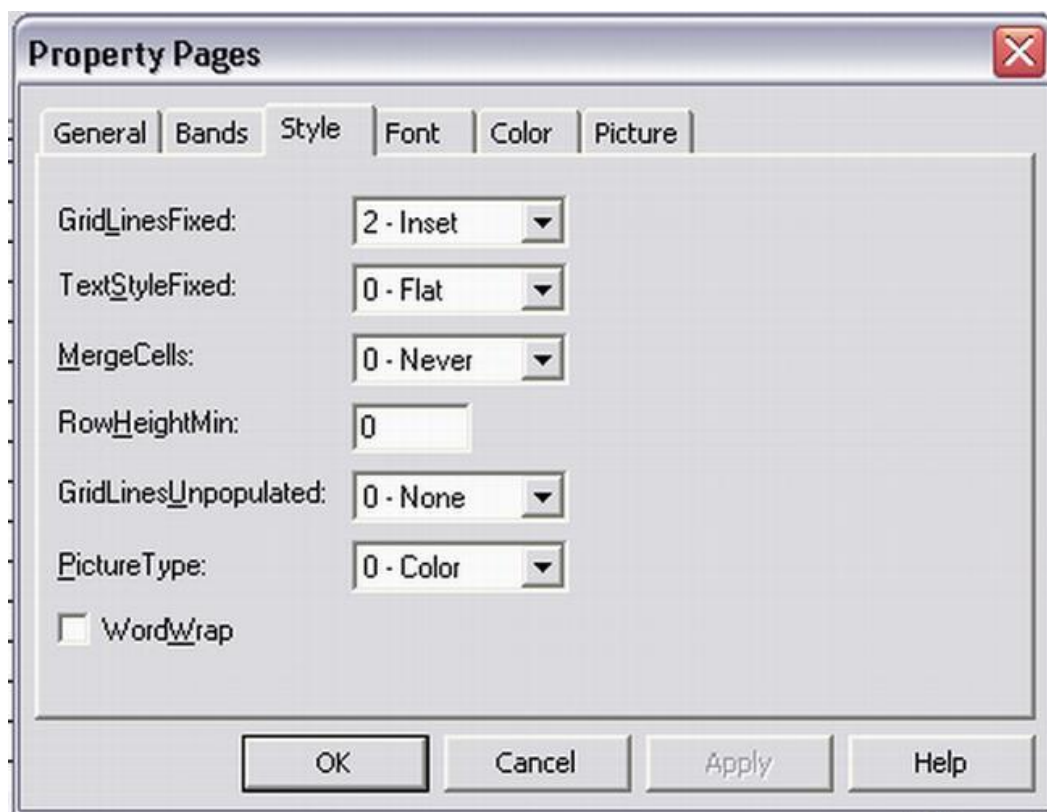 Property Pages
General Bands Style Font Color Picture
GridLinesFixed: 2 - Inset
TextStyleFixed: 0 - Flat
MergeCells: 0 - Never
RowHeightMin: 0
GridLinesUnpopulated: 0 - None
PictureType: 0 - Color
WordWrap
OK Cancel Apply Help